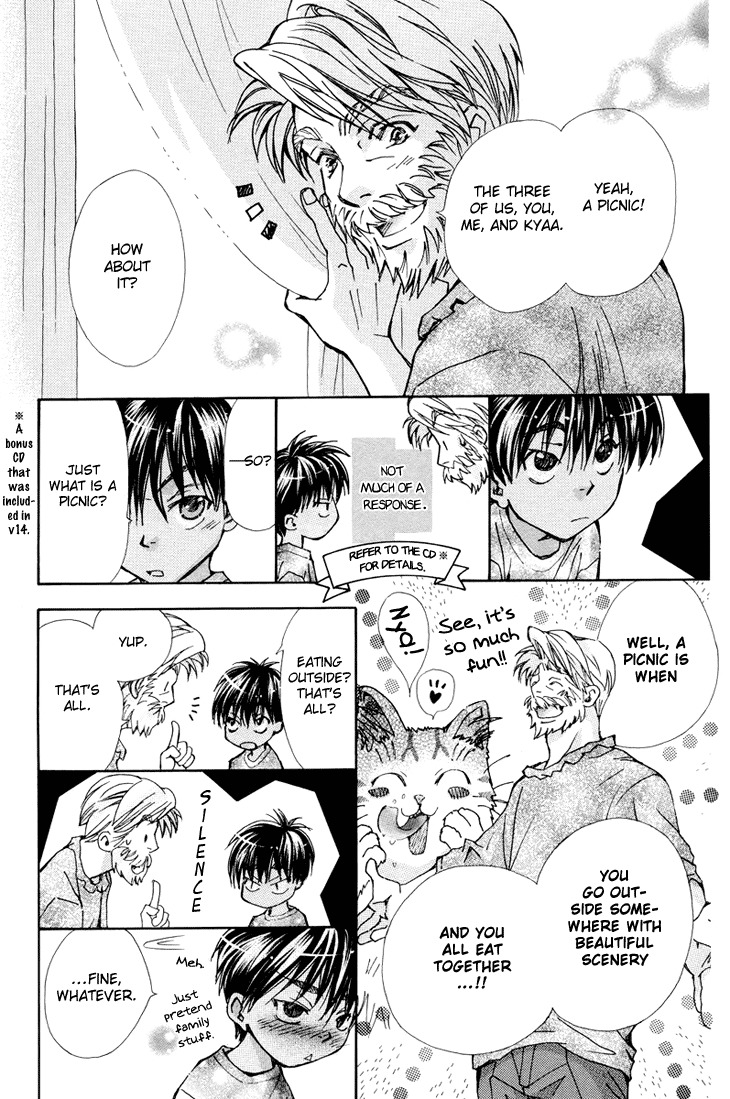 YEAH,
A PICNIC!
THE THREE
OF US, YOU,
ME, AND KYAA.
HOW
ABOUT
IT?
NOT
MUCH OF A
RESPONSE.
REFER TO THE CD ※
FOR DETAILS.
—SO?
JUST
WHAT IS A
PICNIC?
※
A
bonus
CD
that
was
includ-
ed in
v14.
WELL, A
PICNIC IS
WHEN
See, it's
so much
fun!!
Nya!
YOU
GO OUT-
SIDE SOME-
WHERE WITH
BEAUTIFUL
SCENERY
AND YOU
ALL EAT
TOGETHER
...!!
EATING
OUTSIDE?
THAT'S
ALL?
YUP.
THAT'S
ALL.
SILENCE
Meh.
Just
pretend
family
stuff.
...FINE,
WHATEVER.